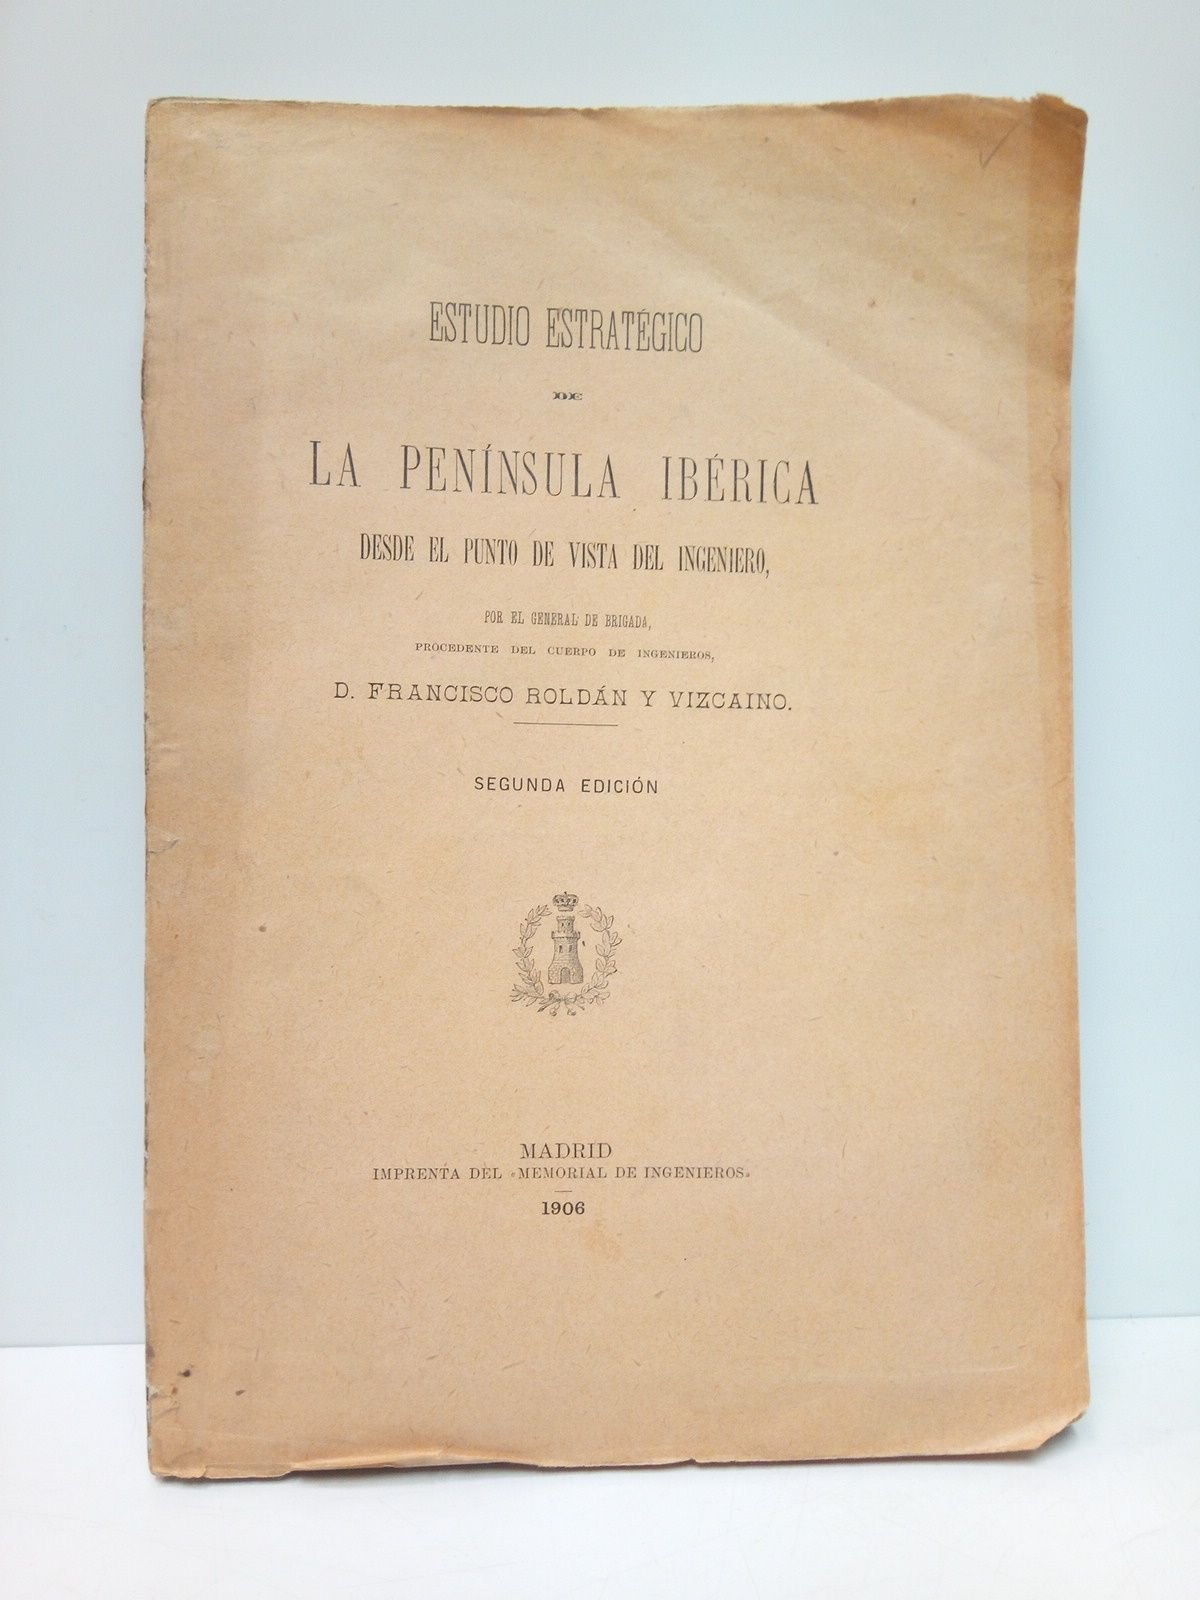 ESTUDIO ESTRATÉGICO
DE
LA PENÍNSULA IBÉRICA
DESDE EL PUNTO DE VISTA DEL INGENIERO,
POR EL GENERAL DE BRIGADA,
PROCEDENTE DEL CUERPO DE INGENIEROS,
D. FRANCISCO ROLDÁN Y VIZCAINO.
SEGUNDA EDICIÓN
MADRID
IMPRENTA DEL «MEMORIAL DE INGENIEROS»
1906